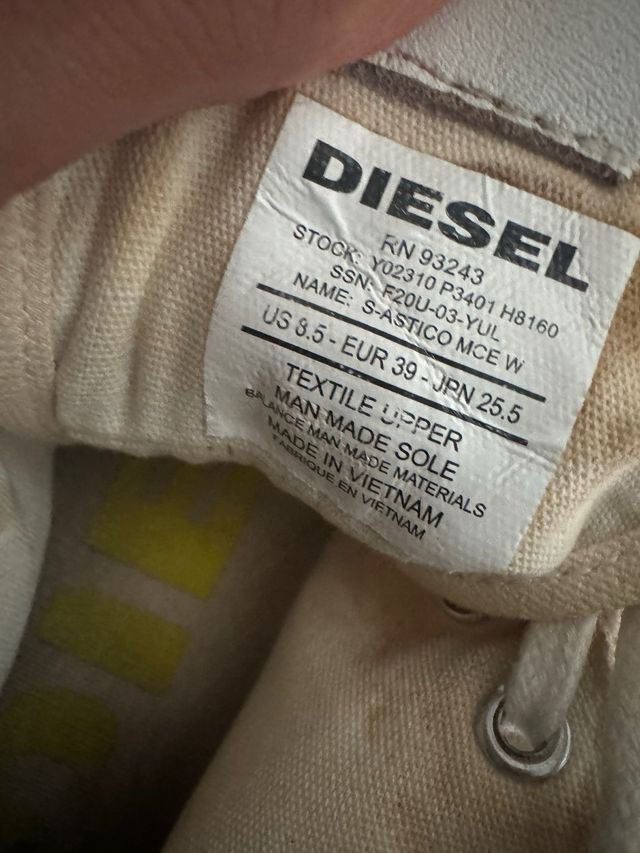 DIESEL
RN 93243
STOCK: Y02310 P3401 H8160
SSN: F20U-03-YUL
NAME: S-ASTICO MCE W
US 8.5 - EUR 39 - JPN 25.5
TEXTILE UPPER
MAN MADE SOLE
BALANCE MAN MADE MATERIALS
MADE IN VIETNAM
FABRIQUE EN VIETNAM